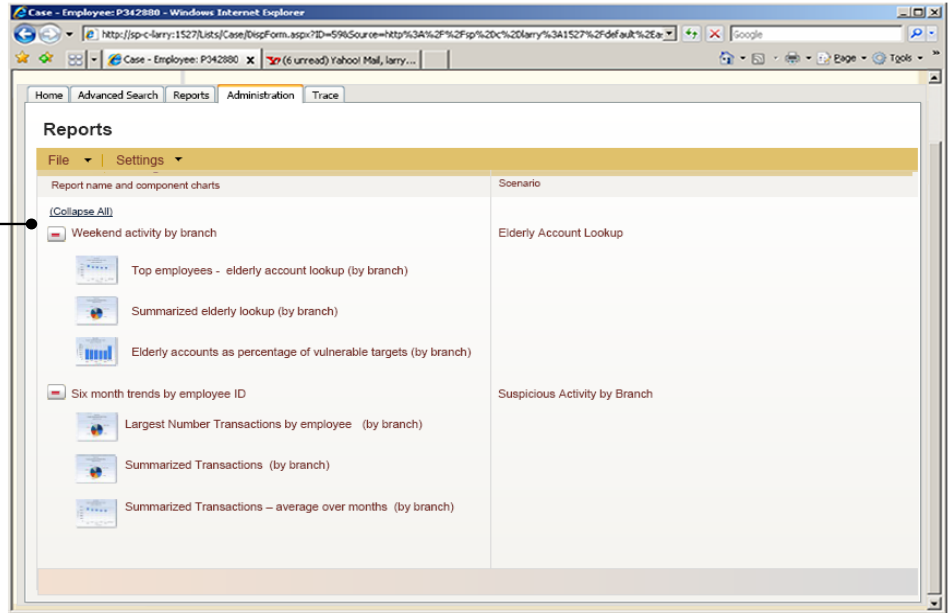 Case - Employee: P342880 - Windows Internet Explorer
http://sp-c-larry:1527/Lists/Case/DispForm.aspx?ID=59&Source=http%3A%2F%2Fsp%2Dc%2Dlarry%3A1527%2Fdefault%2Ea
Google
Case - Employee: P342880 x (6 unread) Yahoo! Mail, larry...
Page Tools »
Home Advanced Search Reports Administration Trace
Reports
File Settings
Report name and component charts Scenario
(Collapse All)
Weekend activity by branch Elderly Account Lookup
Top employees - elderly account lookup (by branch)
Summarized elderly lookup (by branch)
Elderly accounts as percentage of vulnerable targets (by branch)
Six month trends by employee ID Suspicious Activity by Branch
Largest Number Transactions by employee (by branch)
Summarized Transactions (by branch)
Summarized Transactions – average over months (by branch)